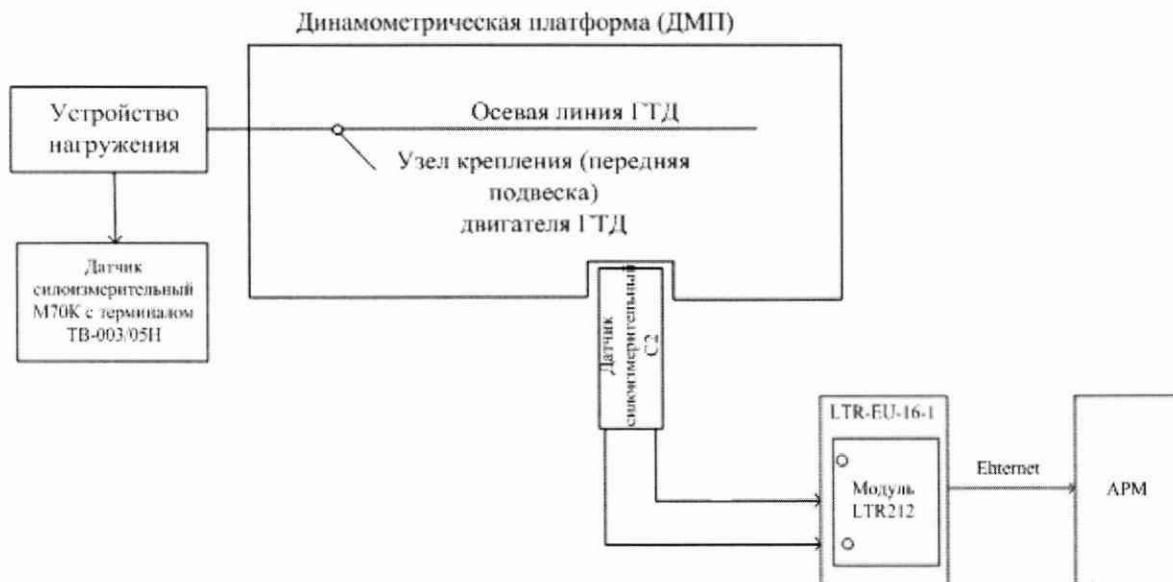 Динамометрическая платформа (ДМП)
Устройство
нагружения
Осевая линия ГТД
Узел крепления (передняя
подвеска)
двигателя ГТД
Датчик
силоизмерительный
М70К с терминалом
ТВ-003/05Н
Датчик
силоизмерительный
С2
LTR-EU-16-1
Модуль
LTR212
Ehternet
АРМ